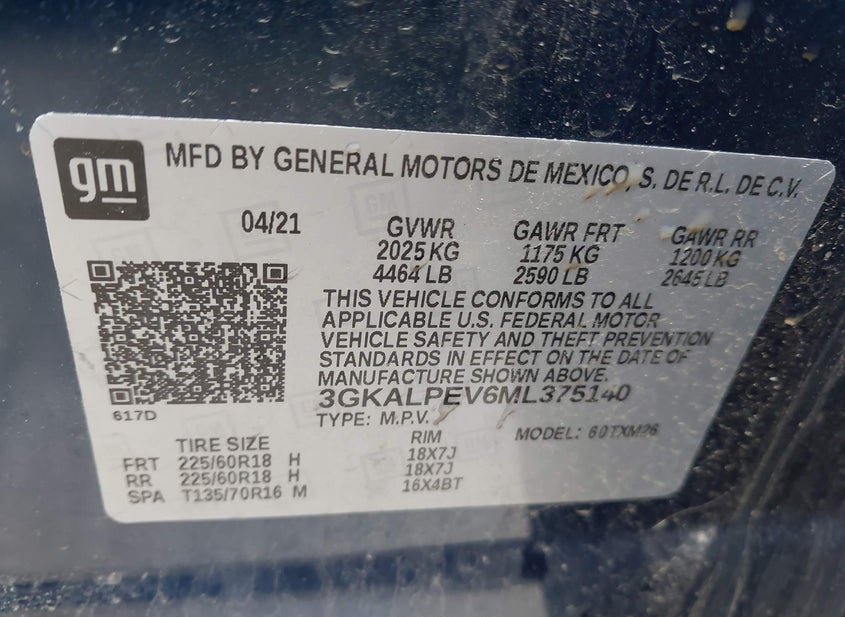 gm
MFD BY GENERAL MOTORS DE MEXICO, S. DE R.L. DE C.V.
04/21
GVWR GAWR FRT GAWR RR
2025 KG 1175 KG 1200 KG
4464 LB 2590 LB 2645 LB
THIS VEHICLE CONFORMS TO ALL
APPLICABLE U.S. FEDERAL MOTOR
VEHICLE SAFETY AND THEFT PREVENTION
STANDARDS IN EFFECT ON THE DATE OF
MANUFACTURE SHOWN ABOVE.
3GKALPEV6ML375140
617D
TYPE: M.P.V. MODEL: 60TXM26
TIRE SIZE RIM
FRT 225/60R18 H 18X7J
RR 225/60R18 H 18X7J
SPA T135/70R16 M 16X4BT